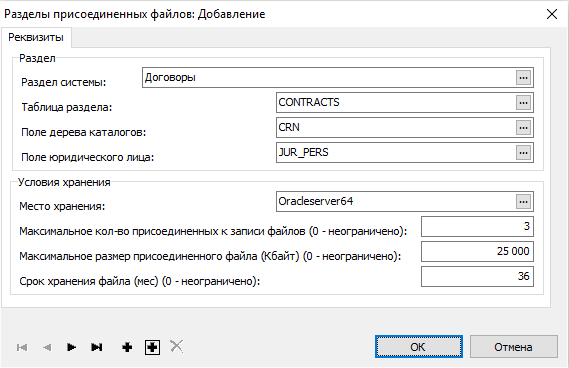 Разделы присоединенных файлов: Добавление
Реквизиты
Раздел
Раздел системы: Договоры ...
Таблица раздела: CONTRACTS ...
Поле дерева каталогов: CRN ...
Поле юридического лица: JUR_PERS ...
Условия хранения
Место хранения: Oracleserver64 ...
Максимальное кол-во присоединенных к записи файлов (0 - неограничено): 3
Максимальное размер присоединенного файла (Кбайт) (0 - неограничено): 25 000
Срок хранения файла (мес) (0 - неограничено): 36
OK Отмена